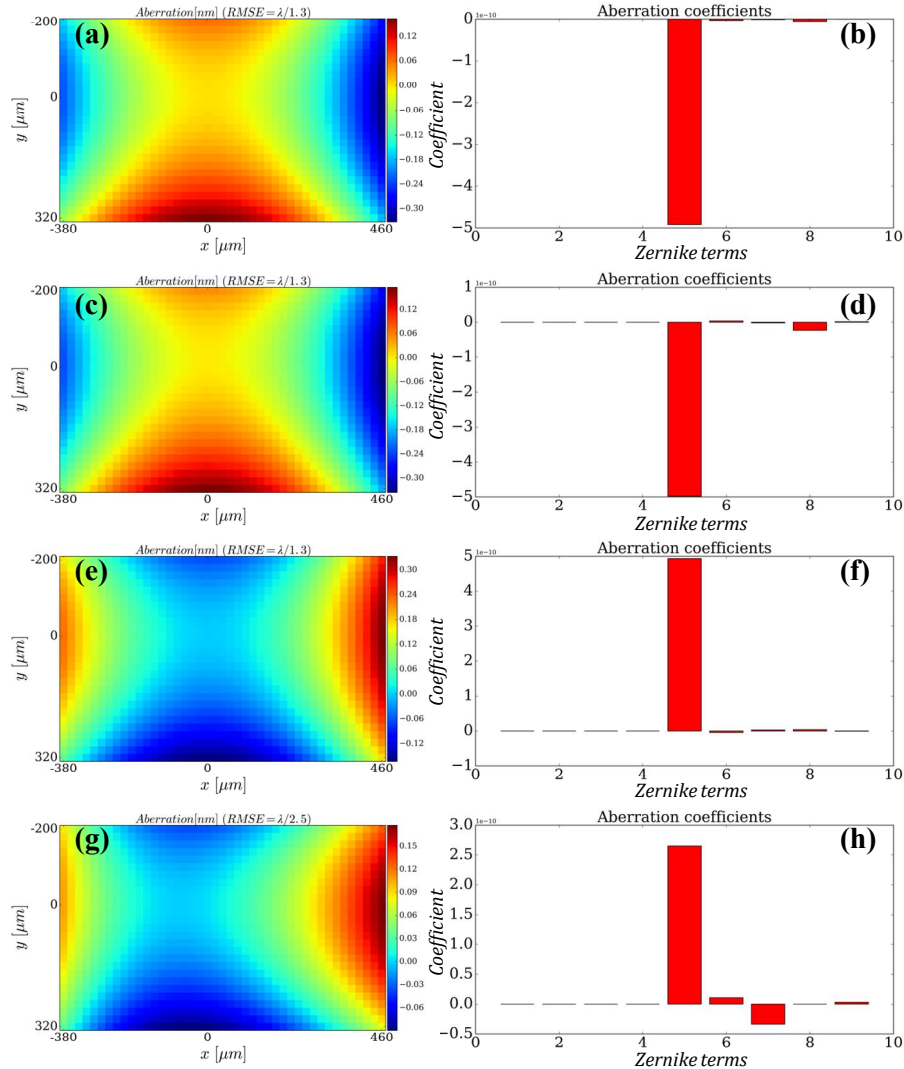 Aberration[nm] (RMSE = λ/1.3)
(a)
-200
0
320
y [μm]
-380 0 460
x [μm]
0.12
0.06
0.00
−0.06
−0.12
−0.18
−0.24
−0.30
Aberration coefficients
1e−10
(b)
0
−1
−2
−3
−4
−5
Coefficient
0 2 4 6 8 10
Zernike terms
Aberration[nm] (RMSE = λ/1.3)
(c)
-200
0
320
y [μm]
-380 0 460
x [μm]
0.12
0.06
0.00
−0.06
−0.12
−0.18
−0.24
−0.30
Aberration coefficients
1e−10
(d)
1
0
−1
−2
−3
−4
−5
Coefficient
0 2 4 6 8 10
Zernike terms
Aberration[nm] (RMSE = λ/1.3)
(e)
-200
0
320
y [μm]
-380 0 460
x [μm]
0.30
0.24
0.18
0.12
0.06
0.00
−0.06
−0.12
Aberration coefficients
1e−10
(f)
5
4
3
2
1
0
−1
Coefficient
0 2 4 6 8 10
Zernike terms
Aberration[nm] (RMSE = λ/2.5)
(g)
-200
0
320
y [μm]
-380 0 460
x [μm]
0.15
0.12
0.09
0.06
0.03
0.00
−0.03
−0.06
Aberration coefficients
1e−10
(h)
3.0
2.5
2.0
1.5
1.0
0.5
0.0
−0.5
Coefficient
0 2 4 6 8 10
Zernike terms